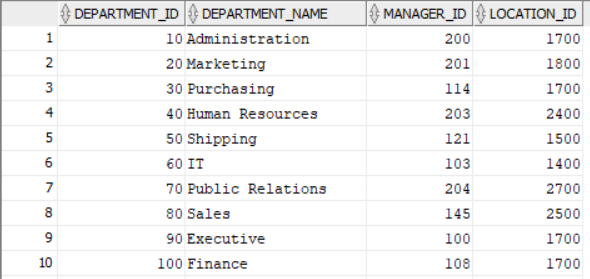 DEPARTMENT_ID DEPARTMENT_NAME MANAGER_ID LOCATION_ID
1 10 Administration 200 1700
2 20 Marketing 201 1800
3 30 Purchasing 114 1700
4 40 Human Resources 203 2400
5 50 Shipping 121 1500
6 60 IT 103 1400
7 70 Public Relations 204 2700
8 80 Sales 145 2500
9 90 Executive 100 1700
10 100 Finance 108 1700